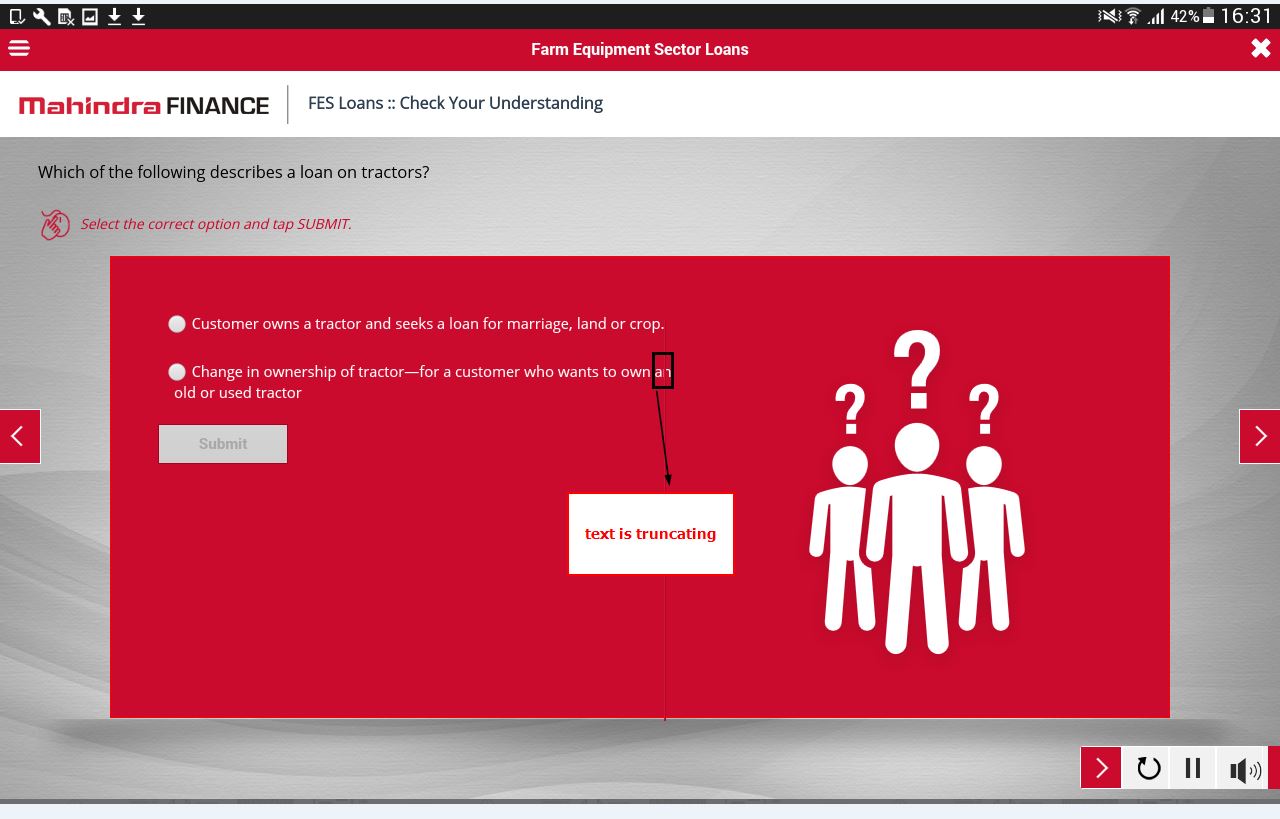 42% 16:31
Farm Equipment Sector Loans
Mahindra FINANCE
FES Loans :: Check Your Understanding
Which of the following describes a loan on tractors?
Select the correct option and tap SUBMIT.
Customer owns a tractor and seeks a loan for marriage, land or crop.
Change in ownership of tractor—for a customer who wants to own an
old or used tractor
Submit
text is truncating
? ? ?